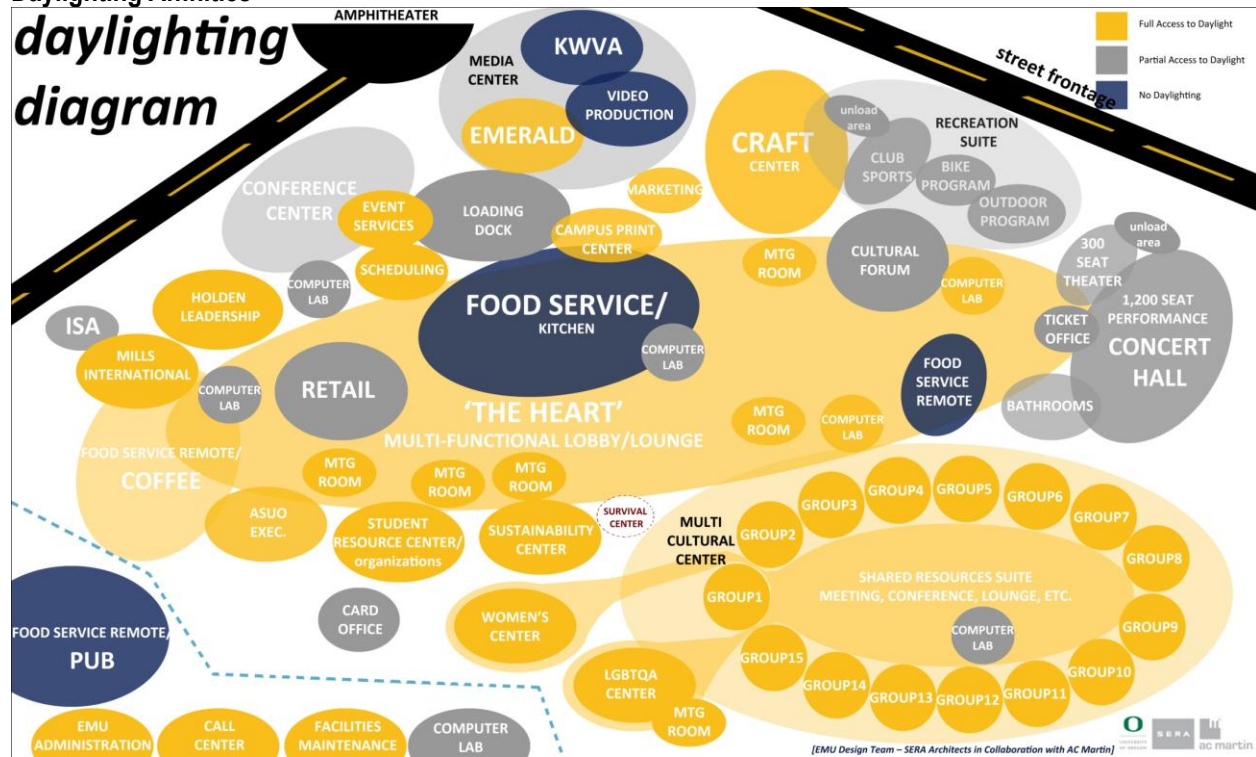 Daylighting Affinities
daylighting
diagram
AMPHITHEATER
KWVA
MEDIA
CENTER
VIDEO
PRODUCTION
EMERALD
street frontage
Full Access to Daylight
Partial Access to Daylight
No Daylighting
CRAFT
CENTER
unload
area
RECREATION
SUITE
CLUB
SPORTS
BIKE
PROGRAM
OUTDOOR
PROGRAM
CONFERENCE
CENTER
EVENT
SERVICES
LOADING
DOCK
MARKETING
CAMPUS PRINT
CENTER
SCHEDULING
COMPUTER
LAB
HOLDEN
LEADERSHIP
ISA
MILLS
INTERNATIONAL
COMPUTER
LAB
RETAIL
FOOD SERVICE/
KITCHEN
COMPUTER
LAB
MTG
ROOM
CULTURAL
FORUM
COMPUTER
LAB
300
SEAT
THEATER
unload
area
1,200 SEAT
PERFORMANCE
CONCERT
HALL
TICKET
OFFICE
BATHROOMS
FOOD
SERVICE
REMOTE
'THE HEART'
MULTI-FUNCTIONAL LOBBY/LOUNGE
MTG
ROOM
COMPUTER
LAB
FOOD SERVICE REMOTE/
COFFEE
MTG
ROOM
MTG
ROOM
MTG
ROOM
ASUO
EXEC.
STUDENT
RESOURCE CENTER/
organizations
SUSTAINABILITY
CENTER
SURVIVAL
CENTER
MULTI
CULTURAL
CENTER
GROUP1
GROUP2
GROUP3
GROUP4
GROUP5
GROUP6
GROUP7
GROUP8
GROUP9
GROUP10
GROUP11
GROUP12
GROUP13
GROUP14
GROUP15
SHARED RESOURCES SUITE
MEETING, CONFERENCE, LOUNGE, ETC.
COMPUTER
LAB
WOMEN'S
CENTER
CARD
OFFICE
LGBTQA
CENTER
MTG
ROOM
FOOD SERVICE REMOTE/
PUB
EMU
ADMINISTRATION
CALL
CENTER
FACILITIES
MAINTENANCE
COMPUTER
LAB
O
UNIVERSITY
OF OREGON
SERA
ac martin
[EMU Design Team – SERA Architects in Collaboration with AC Martin]